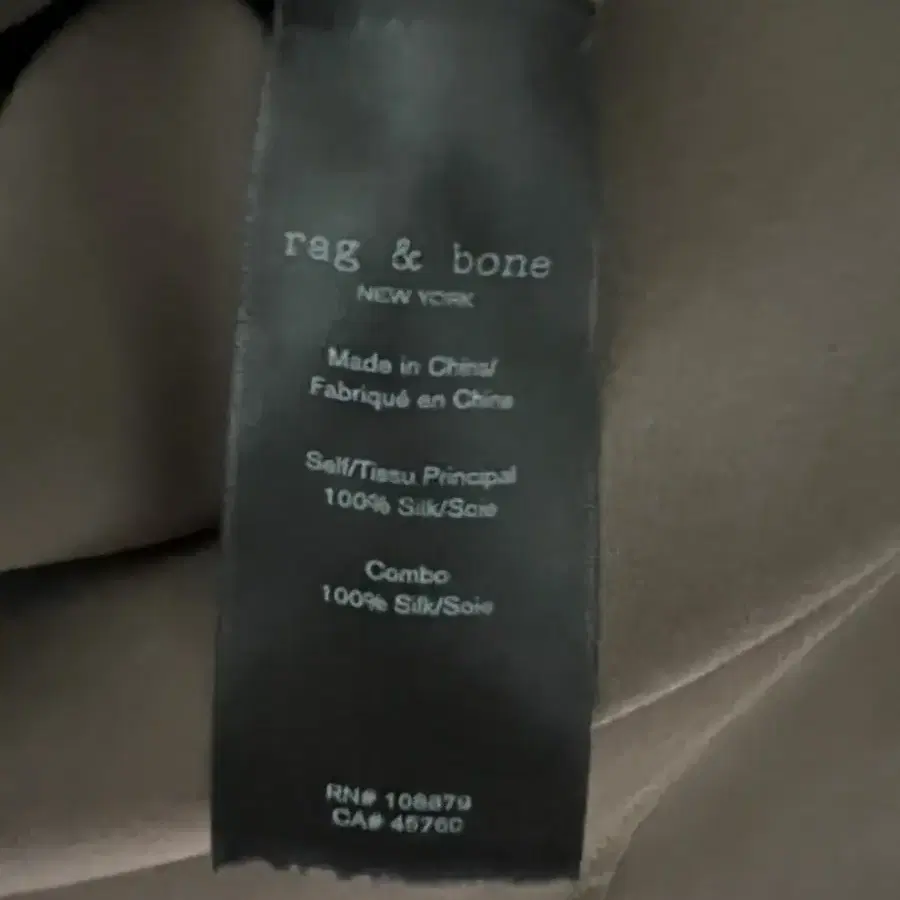 rag & bone
NEW YORK
Made in China/
Fabriqué en Chine
Self/Tissu Principal
100% Silk/Soie
Combo
100% Silk/Soie
RN# 108879
CA# 45760